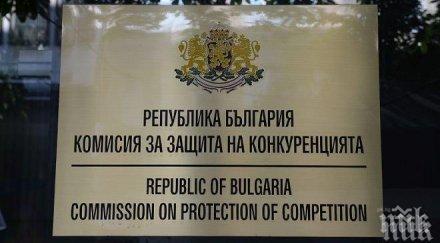 РЕПУБЛИКА БЪЛГАРИЯ
КОМИСИЯ ЗА ЗАЩИТА НА КОНКУРЕНЦИЯТА
REPUBLIC OF BULGARIA
COMMISSION ON PROTECTION OF COMPETITION